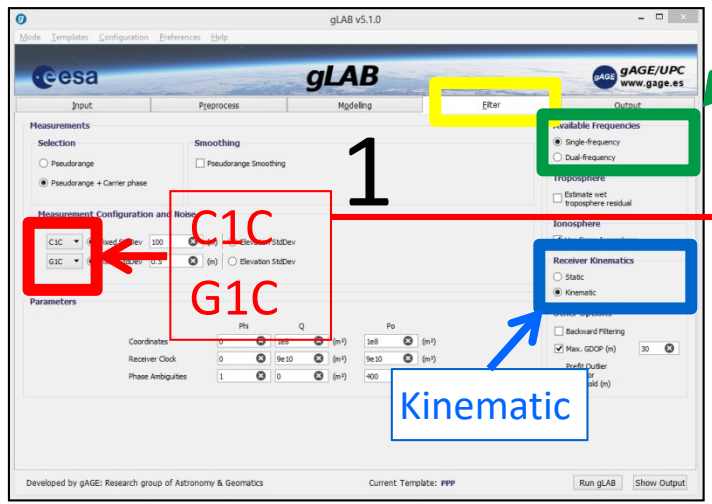 gLAB v5.1.0
Mode Templates Configuration Preferences Help
esa
gLAB
gAGE
gAGE/UPC
www.gage.es
Input Preprocess Modeling Filter Output
Measurements
Selection
Pseudorange
Pseudorange + Carrier phase
Smoothing
Pseudorange Smoothing
1
Available Frequencies
Single-frequency
Dual-frequency
Troposphere
Estimate wet
troposphere residual
Ionosphere
Measurement Configuration and Noise
C1C StdDev 100 (m) Elevation StdDev
G1C 0.5 (m) Elevation StdDev
C1C
G1C
Receiver Kinematics
Static
Kinematic
Other Options
Backward Filtering
Max. GDOP (m) 30
Prefit Outlier
(m)
Parameters
Phi Q Po
Coordinates 0 1e8 (m²) 1e8 (m²)
Receiver Clock 0 9e10 (m²) 9e10 (m²)
Phase Ambiguities 1 0 (m²) 400
Kinematic
Developed by gAGE: Research group of Astronomy & Geomatics
Current Template: PPP
Run gLAB Show Output